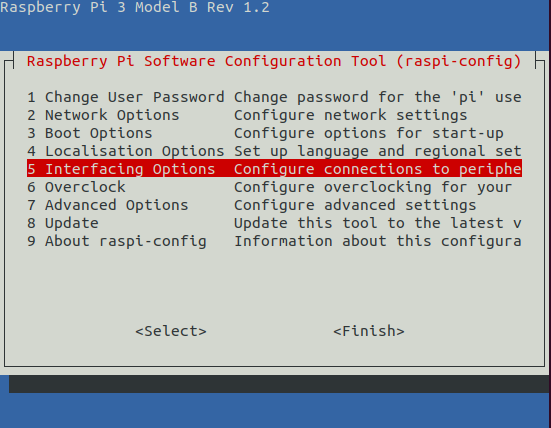 Raspberry Pi 3 Model B Rev 1.2
Raspberry Pi Software Configuration Tool (raspi-config)
1 Change User Password Change password for the 'pi' use
2 Network Options Configure network settings
3 Boot Options Configure options for start-up
4 Localisation Options Set up language and regional set
5 Interfacing Options Configure connections to periphe
6 Overclock Configure overclocking for your
7 Advanced Options Configure advanced settings
8 Update Update this tool to the latest v
9 About raspi-config Information about this configura
<Select> <Finish>